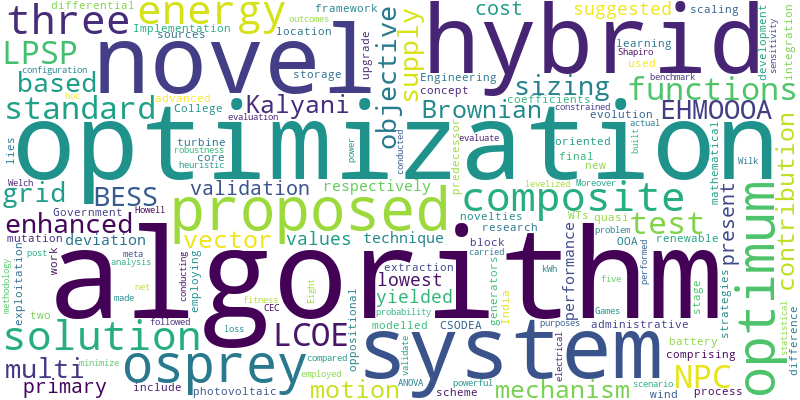 three
energy
differential
outcomes
framework
cost
suggested
scaling
Implementation
sources
location
LPSP
novel
hybrid
upgrade
objective
supply
learning
Shapiro
used
development
sensitivity
integration
configuration
based
storage
Engineering
concept
sizing
functions
benchmark
standard
ad
hoc
advanced
College
Kalyani
Brownian
coefficients
constrained
EHMOOOA
evaluation
turbine
core
evolution
oriented
final
new
evaluate
actual
built
lies
robustness
heuristic
optimization
power
conducted
predecessor
mathematical
Wilk
contribution
grid
BESS
validation
respectively
composite
levelized
Moreover
Welch
Government
Howell
proposed
novelties
research
WTs
quasi
test
problem
renewable
present
enhanced
mutation
deviation
vector
values
technique
block
OOA
performance
carried
strategies
optimum
methodology
exploitation
post
work
meta
analysis
conducting
employing
algorithm
extraction
lowest
generators
India
kWh
performed
stage
difference
statistical
two
net
made
fitness
CEC
Eight
yielded
probability
five
Games
solution
followed
loss
LCOE
oppositional
modelled
CSODEA
system
purposes
administrative
battery
comprising
multi
osprey
compared
validate
ANOVA
electrical
NPC
minimize
primary
include
photovoltaic
employed
scheme
motion
powerful
mechanism
scenario
wind
process